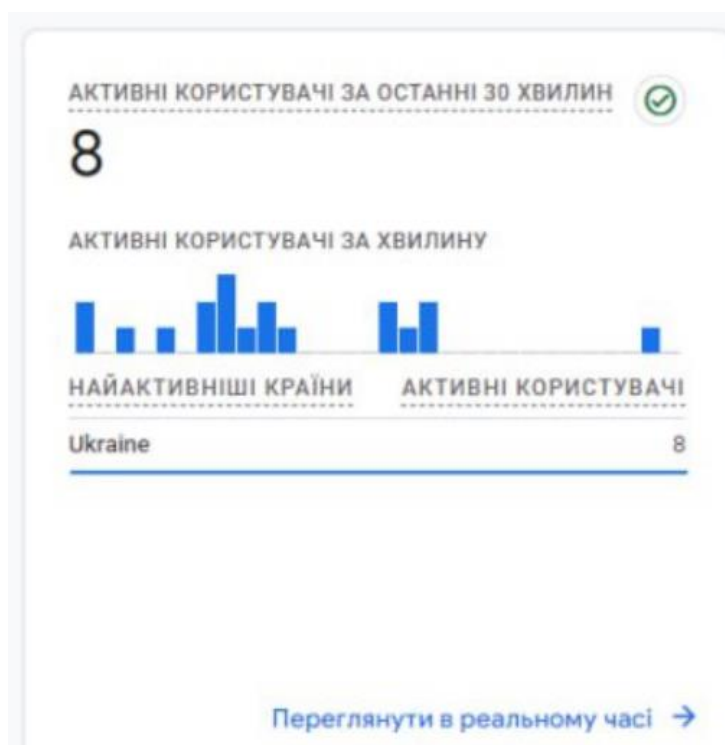 АКТИВНІ КОРИСТУВАЧІ ЗА ОСТАННІ 30 ХВИЛИН
8
АКТИВНІ КОРИСТУВАЧІ ЗА ХВИЛИНУ
НАЙАКТИВНІШІ КРАЇНИ АКТИВНІ КОРИСТУВАЧІ
Ukraine 8
Переглянути в реальному часі